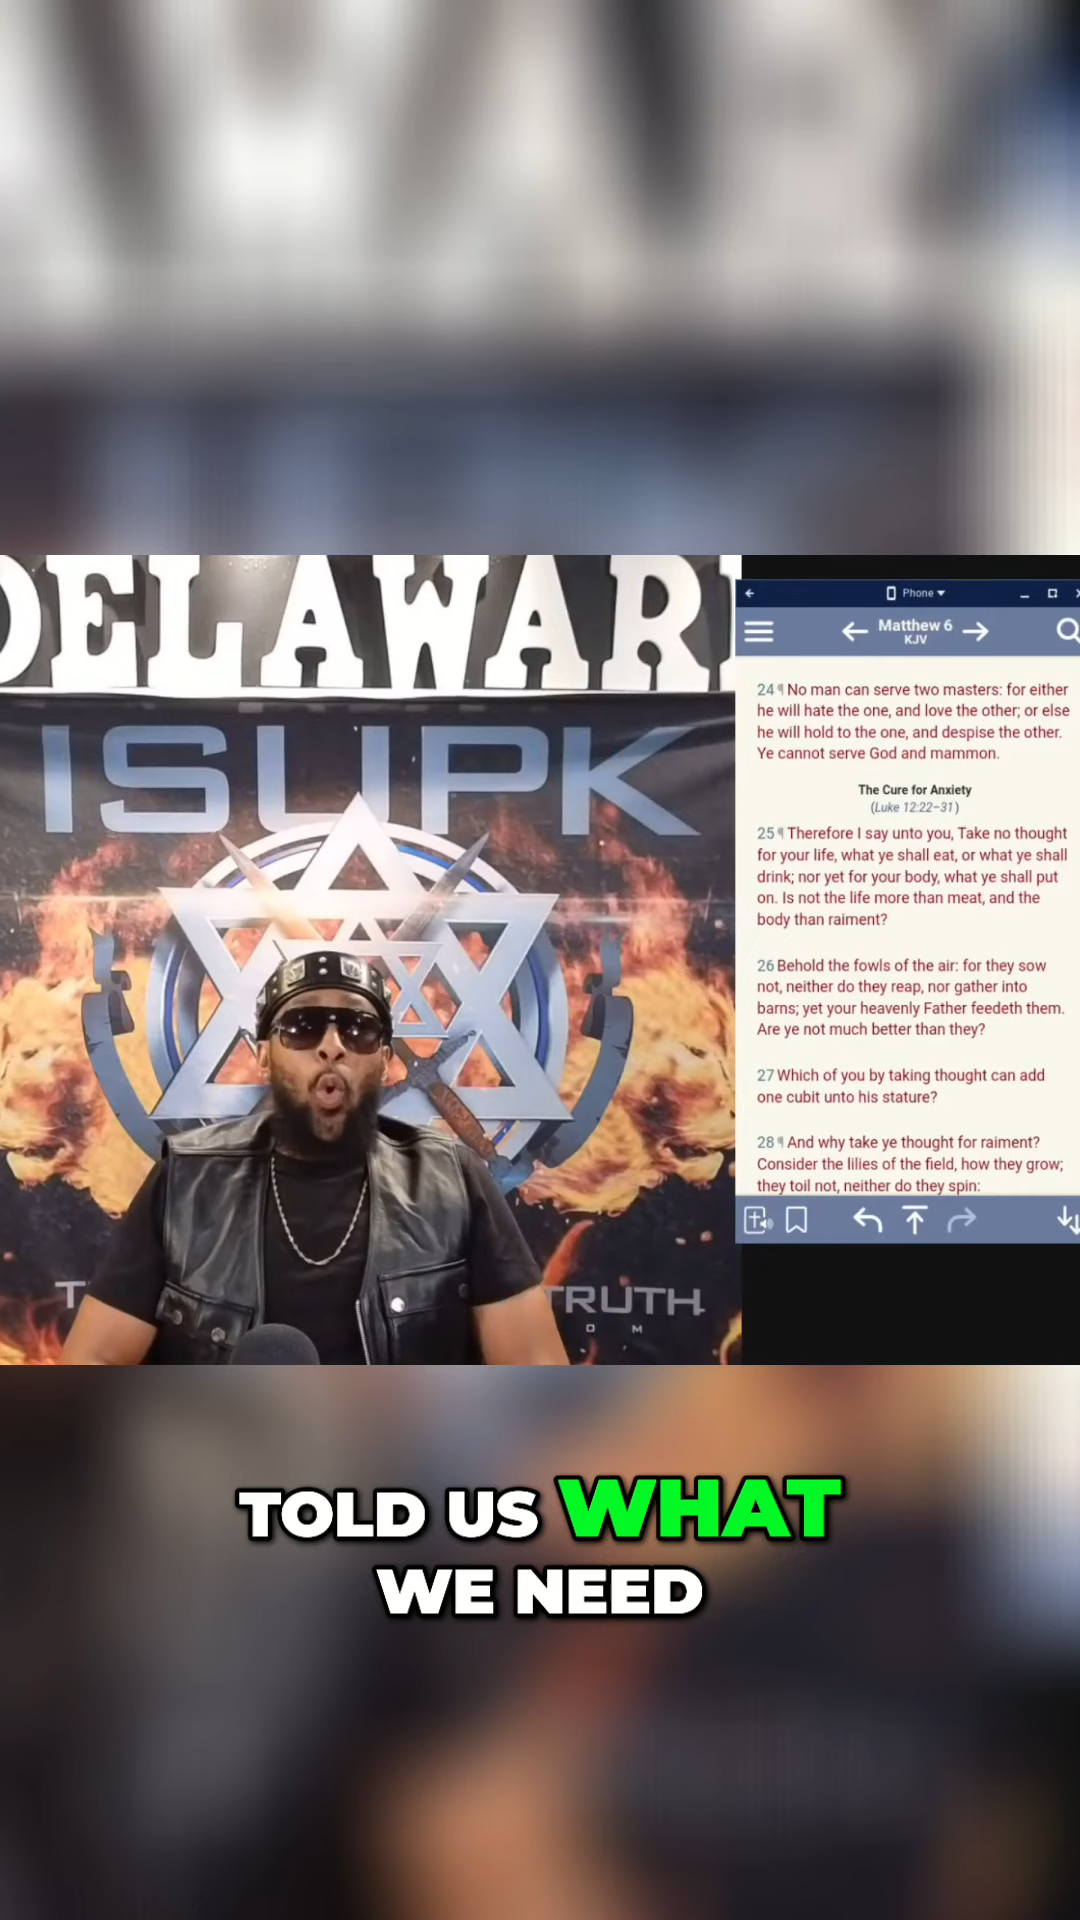 DELAWAR
ISUPK
T
TRUTH
O M
Phone
Matthew 6
KJV
24 ¶ No man can serve two masters: for either
he will hate the one, and love the other; or else
he will hold to the one, and despise the other.
Ye cannot serve God and mammon.
The Cure for Anxiety
(Luke 12:22–31)
25 ¶ Therefore I say unto you, Take no thought
for your life, what ye shall eat, or what ye shall
drink; nor yet for your body, what ye shall put
on. Is not the life more than meat, and the
body than raiment?
26 Behold the fowls of the air: for they sow
not, neither do they reap, nor gather into
barns; yet your heavenly Father feedeth them.
Are ye not much better than they?
27 Which of you by taking thought can add
one cubit unto his stature?
28 ¶ And why take ye thought for raiment?
Consider the lilies of the field, how they grow;
they toil not, neither do they spin:
TOLD US WHAT
WE NEED